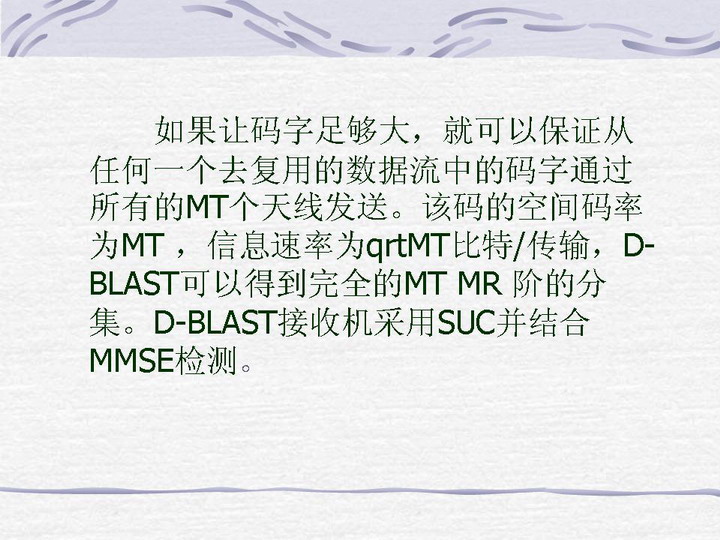 如果让码字足够大，就可以保证从
任何一个去复用的数据流中的码字通过
所有的MT个天线发送。该码的空间码率
为MT ，信息速率为qrtMT比特/传输，D-
BLAST可以得到完全的MT MR 阶的分
集。D-BLAST接收机采用SUC并结合
MMSE检测。